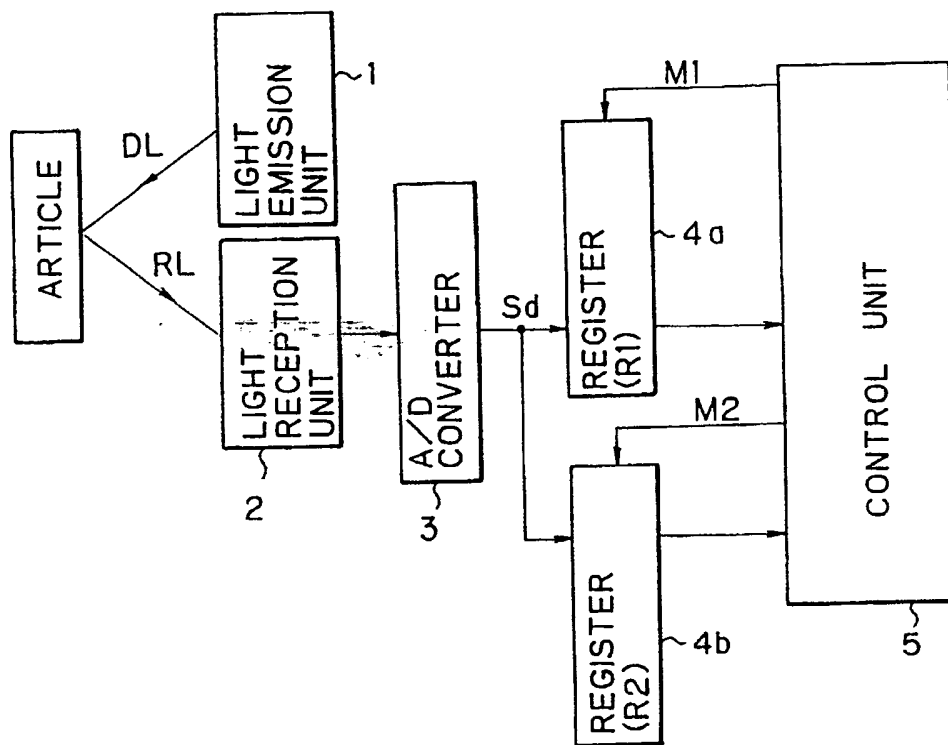 ARTICLE
DL
RL
LIGHT
EMISSION
UNIT
1
LIGHT
RECEPTION
UNIT
2
A/D
CONVERTER
3
Sd
M1
REGISTER
(R1)
4a
M2
REGISTER
(R2)
4b
CONTROL UNIT
5